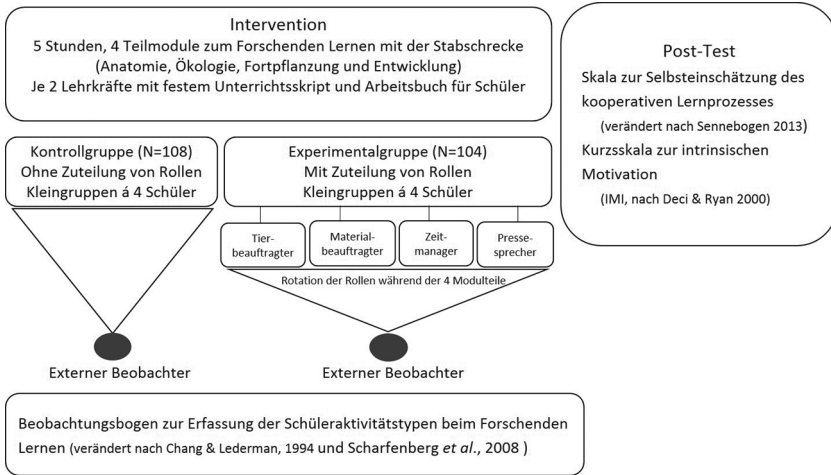 Intervention
5 Stunden, 4 Teilmodule zum Forschenden Lernen mit der Stabschrecke
(Anatomie, Ökologie, Fortpflanzung und Entwicklung)
Je 2 Lehrkräfte mit festem Unterrichtsskript und Arbeitsbuch für Schüler
Post-Test
Skala zur Selbsteinschätzung des
kooperativen Lernprozesses
(verändert nach Sennebogen 2013)
Kurzsskala zur intrinsischen
Motivation
(IMI, nach Deci & Ryan 2000)
Kontrollgruppe (N=108)
Ohne Zuteilung von Rollen
Kleingruppen á 4 Schüler
Experimentalgruppe (N=104)
Mit Zuteilung von Rollen
Kleingruppen á 4 Schüler
Tier-
beauftragter
Material-
beauftragter
Zeit-
manager
Presse-
sprecher
Rotation der Rollen während der 4 Modulteile
Externer Beobachter
Externer Beobachter
Beobachtungsbogen zur Erfassung der Schüleraktivitätstypen beim Forschenden
Lernen (verändert nach Chang & Lederman, 1994 und Scharfenberg et al., 2008 )